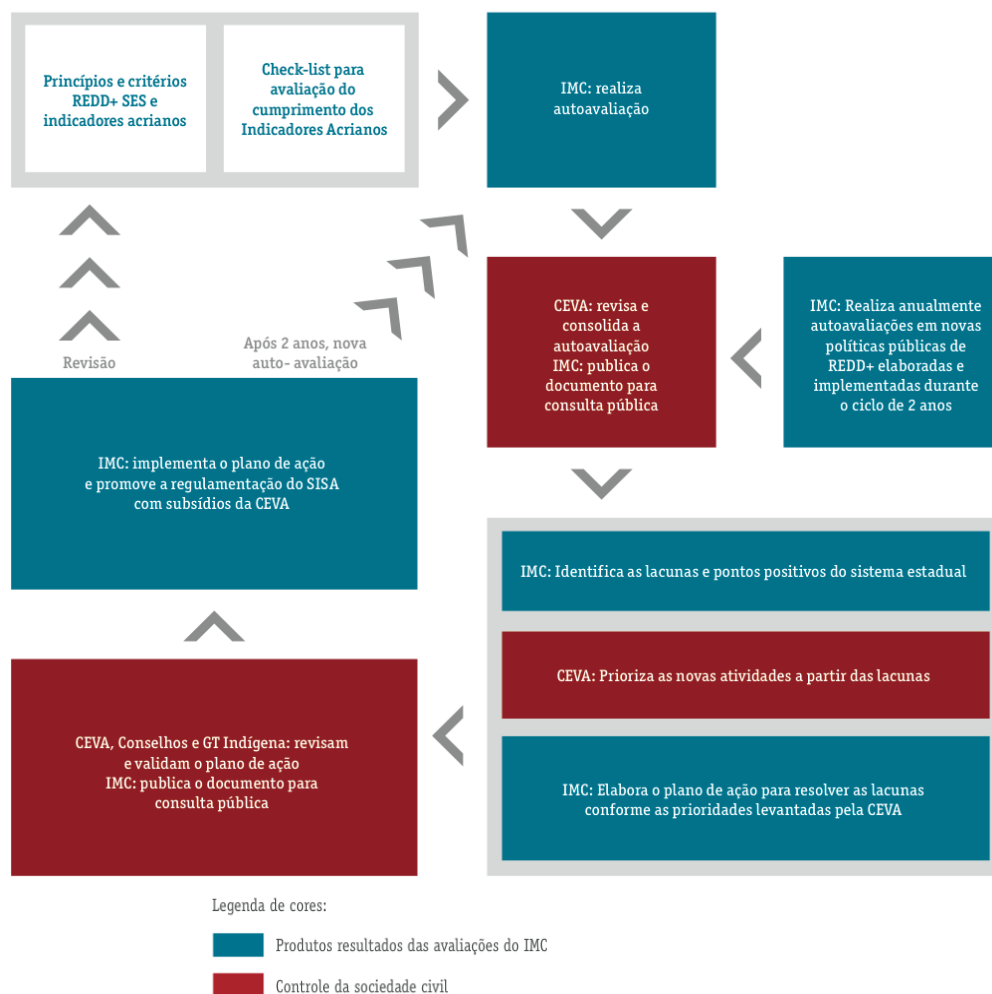 Princípios e critérios
REDD+ SES e
indicadores acrianos
Check-list para
avaliação do
cumprimento dos
Indicadores Acrianos
IMC: realiza
autoavaliação
CEVA: revisa e
consolida a
autoavaliação
IMC: publica o
documento para
consulta pública
IMC: Realiza anualmente
autoavaliações em novas
políticas públicas de
REDD+ elaboradas e
implementadas durante
o ciclo de 2 anos
Revisão
Após 2 anos, nova
auto- avaliação
IMC: implementa o plano de ação
e promove a regulamentação do SISA
com subsídios da CEVA
IMC: Identifica as lacunas e pontos positivos do sistema estadual
CEVA: Prioriza as novas atividades a partir das lacunas
IMC: Elabora o plano de ação para resolver as lacunas
conforme as prioridades levantadas pela CEVA
CEVA, Conselhos e GT Indígena: revisam
e validam o plano de ação
IMC: publica o documento para
consulta pública
Legenda de cores:
Produtos resultados das avaliações do IMC
Controle da sociedade civil